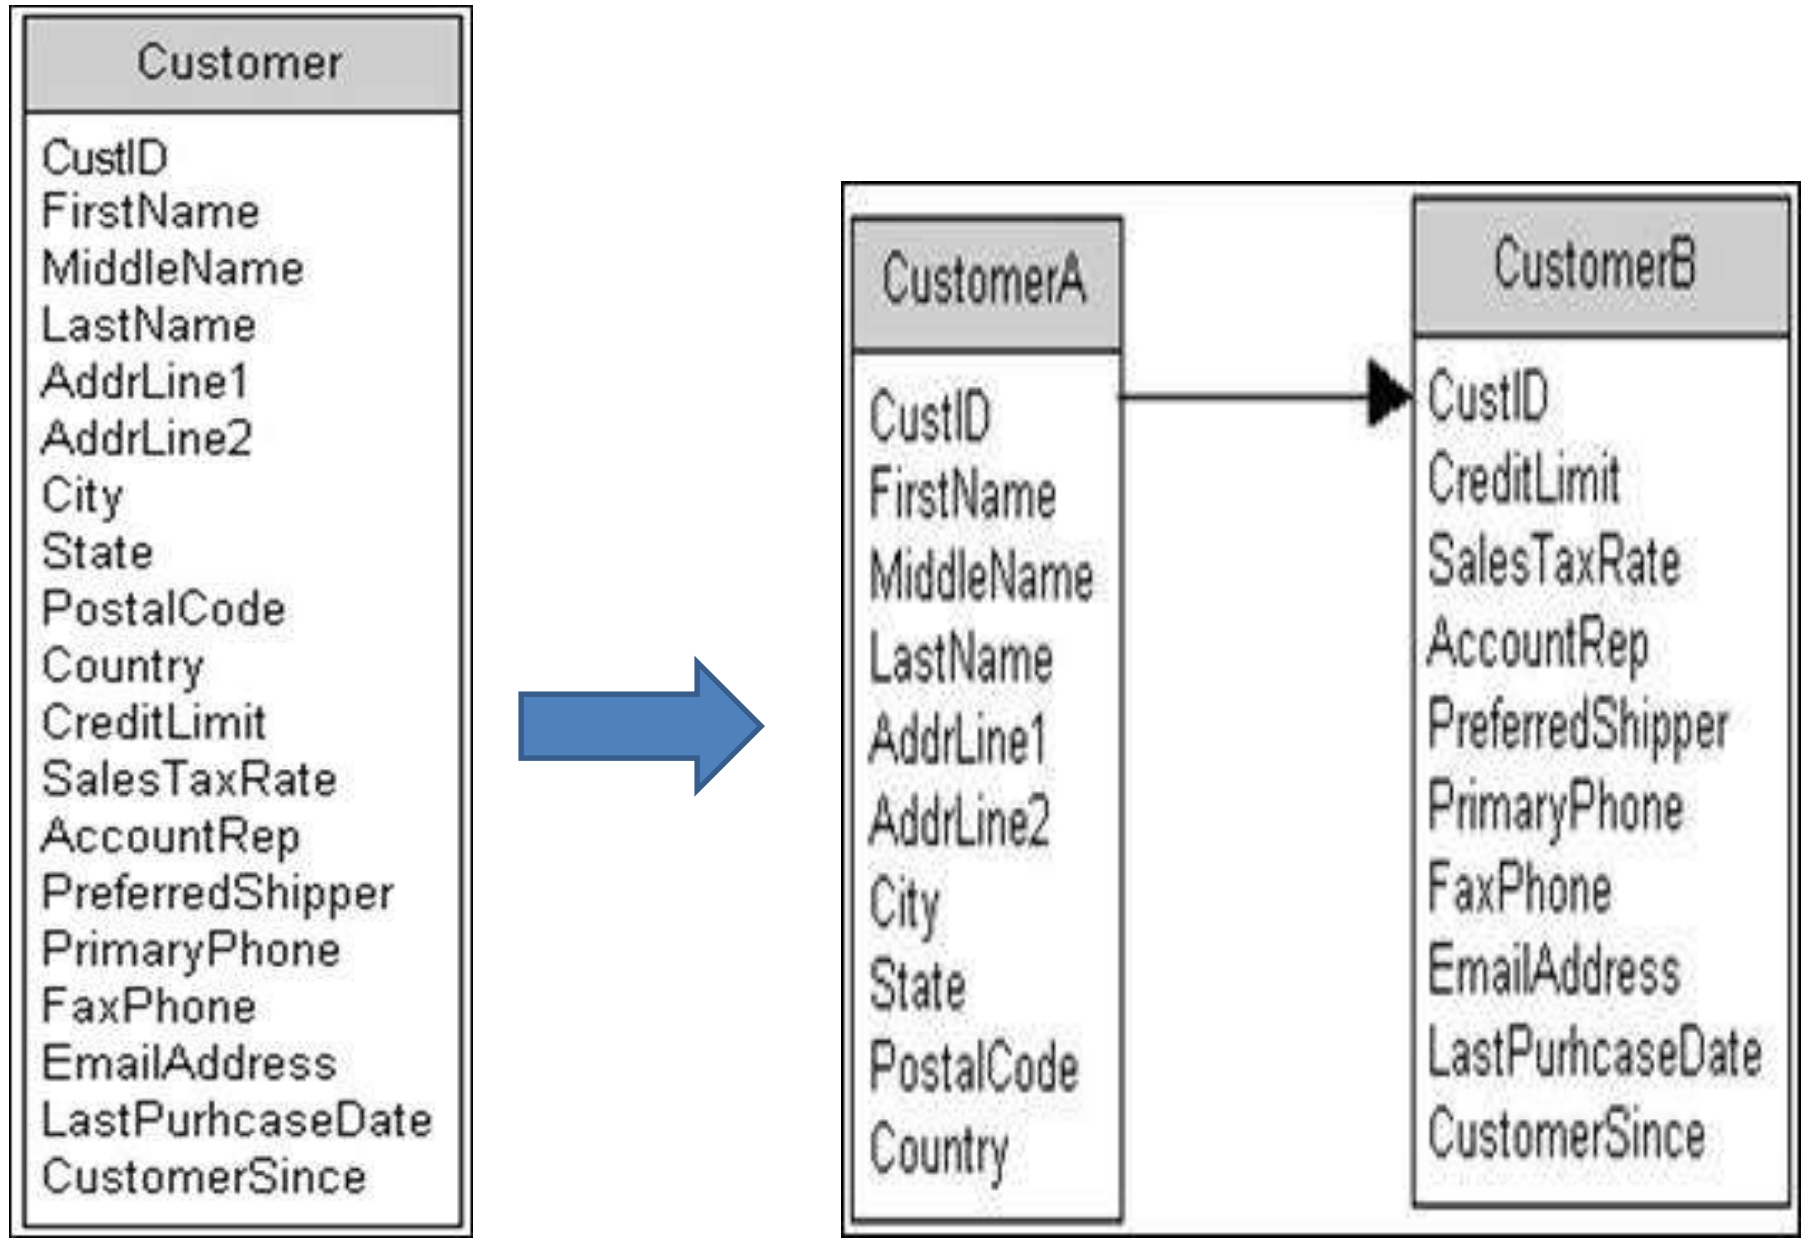 Customer
CustID
FirstName
MiddleName
LastName
AddrLine1
AddrLine2
City
State
PostalCode
Country
CreditLimit
SalesTaxRate
AccountRep
PreferredShipper
PrimaryPhone
FaxPhone
EmailAddress
LastPurhcaseDate
CustomerSince
CustomerA
CustID
FirstName
MiddleName
LastName
AddrLine1
AddrLine2
City
State
PostalCode
Country
CustomerB
CustID
CreditLimit
SalesTaxRate
AccountRep
PreferredShipper
PrimaryPhone
FaxPhone
EmailAddress
LastPurhcaseDate
CustomerSince